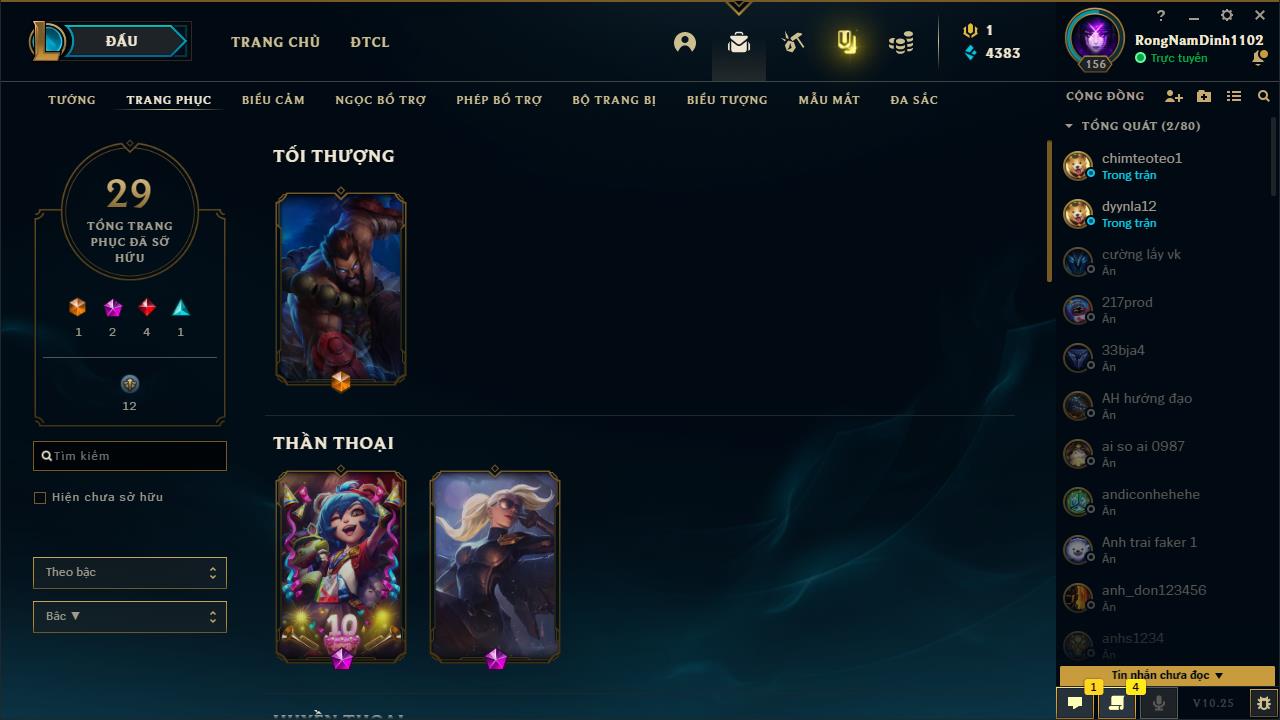 ĐẤU
TRANG CHỦ
ĐTCL
1
4383
?
156
RongNamDinh1102
Trực tuyến
TƯỚNG
TRANG PHỤC
BIỂU CẢM
NGỌC BỔ TRỢ
PHÉP BỔ TRỢ
BỘ TRANG BỊ
BIỂU TƯỢNG
MẪU MẮT
ĐA SẮC
29
TỔNG TRANG
PHỤC ĐÃ SỞ
HỮU
1
2
4
1
12
Tìm kiếm
Hiện chưa sở hữu
Theo bậc
Bậc ▼
TỐI THƯỢNG
THẦN THOẠI
10
HUYỀN THOẠI
CỘNG ĐỒNG
TỔNG QUÁT (2/80)
chimteoteo1
Trong trận
dyynla12
Trong trận
cường lấy vk
Ẩn
217prod
Ẩn
33bja4
Ẩn
AH hướng đạo
Ẩn
ai so ai 0987
Ẩn
andiconhehehe
Ẩn
Anh trai faker 1
Ẩn
anh_don123456
Ẩn
anhs1234
Ẩn
Tin nhắn chưa đọc ▼
1
4
V10.25